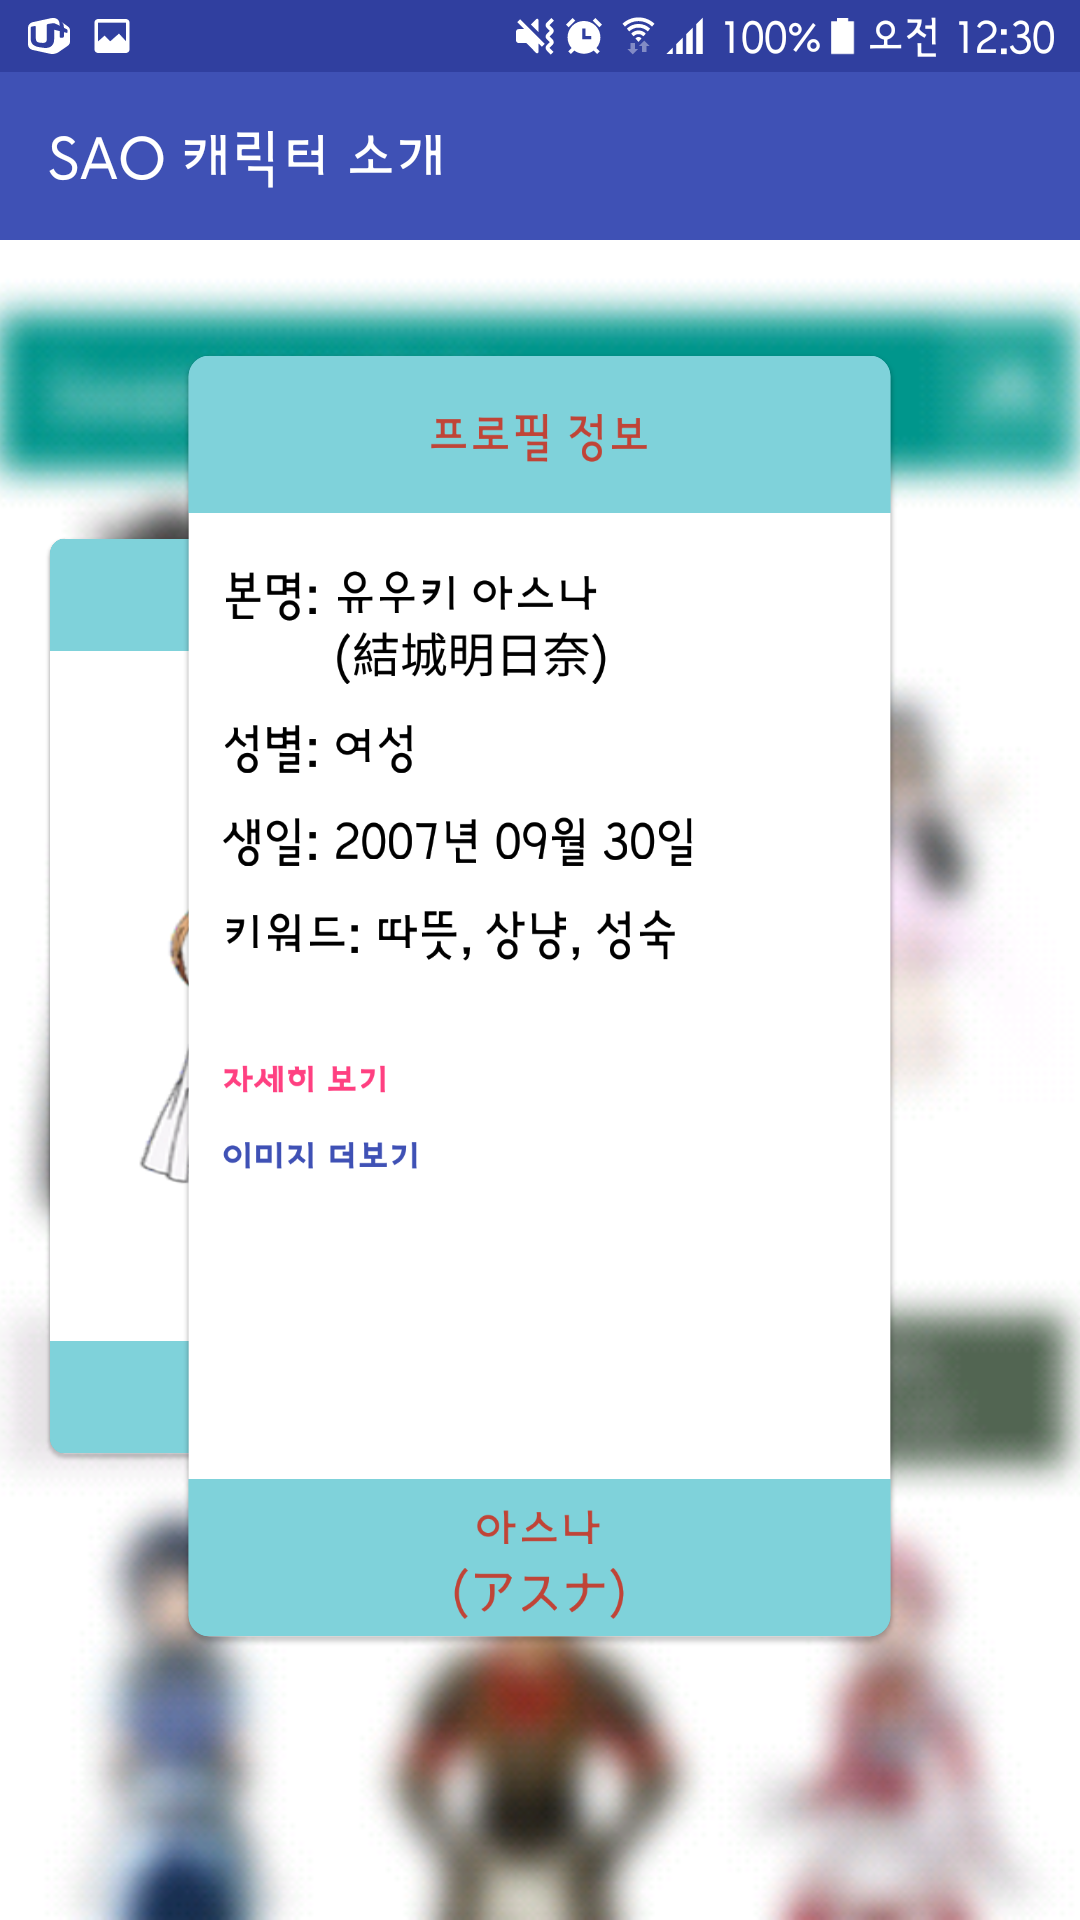 U+
100%
오전 12:30
SAO 캐릭터 소개
프로필 정보
본명: 유우키 아스나
(結城明日奈)
성별: 여성
생일: 2007년 09월 30일
키워드: 따뜻, 상냥, 성숙
자세히 보기
이미지 더보기
아스나
(アスナ)